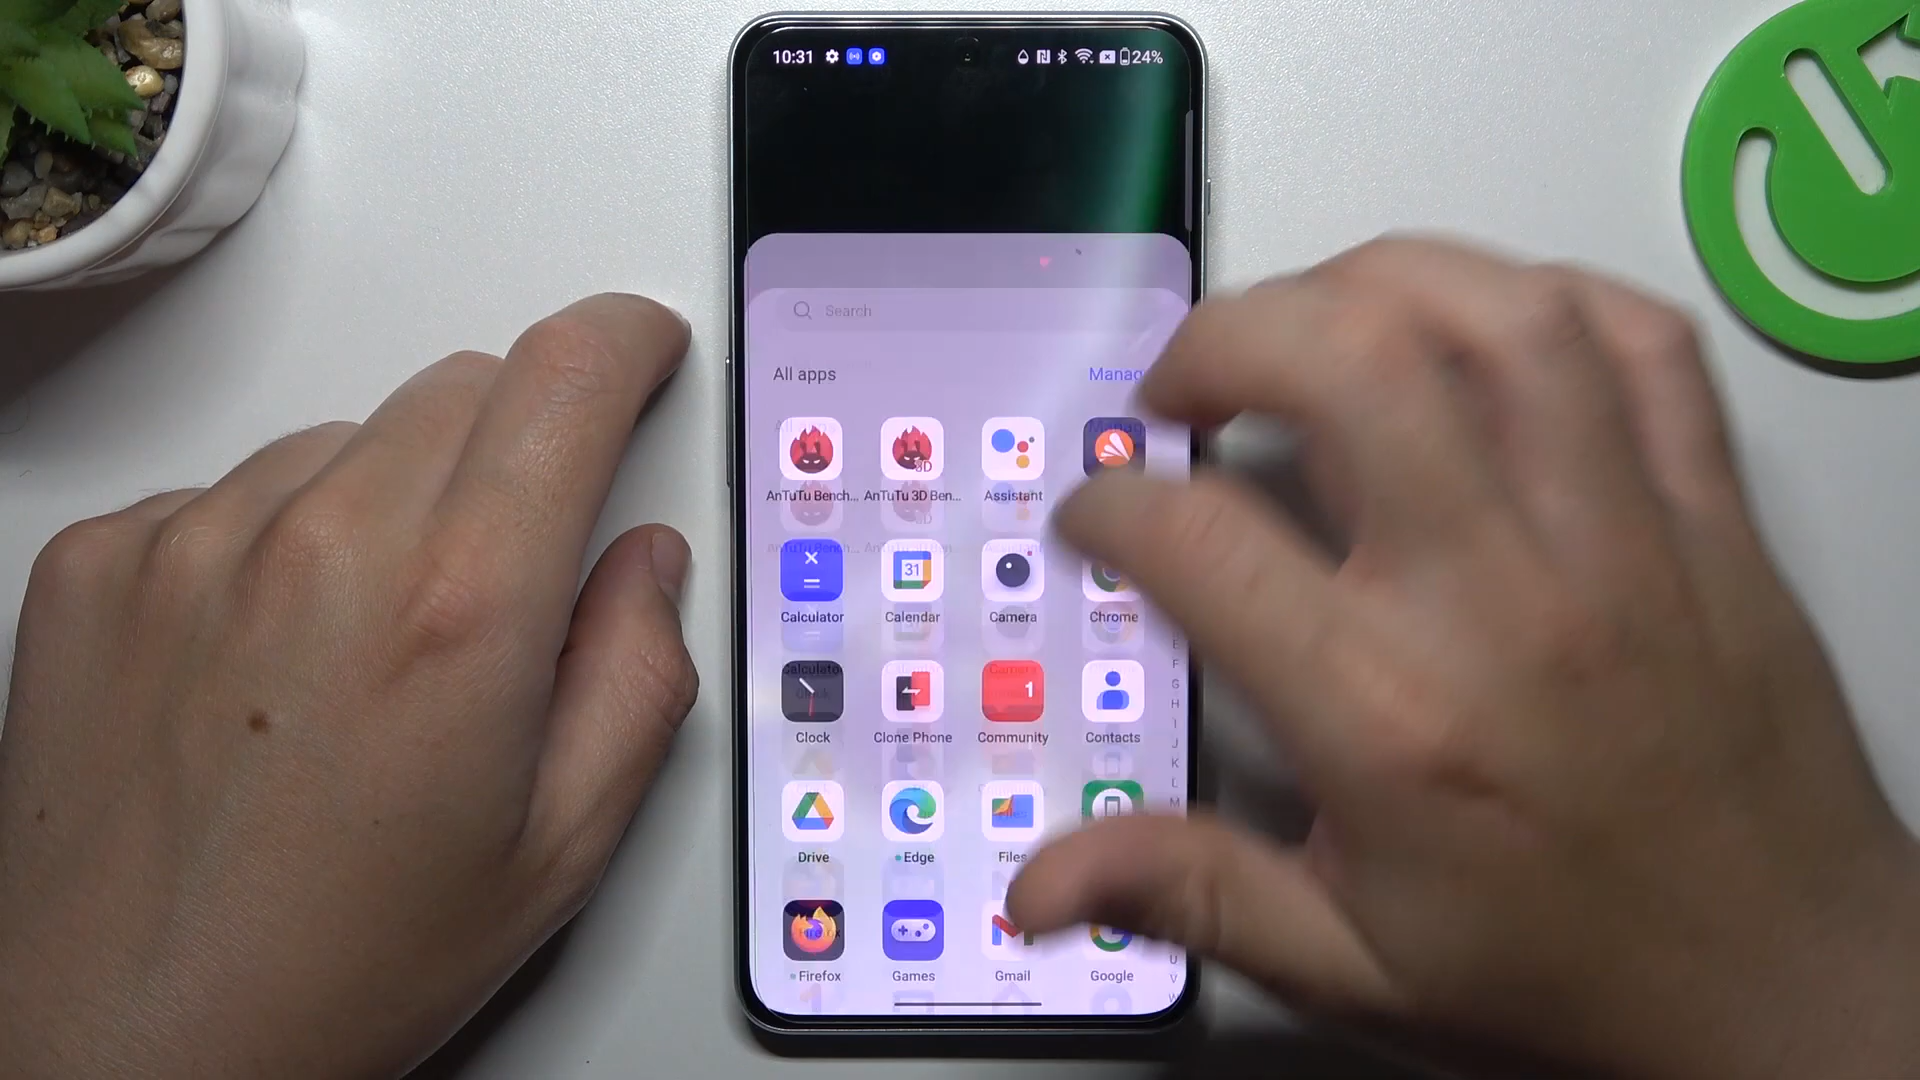 10:31 24%
Search
All apps Manag
AnTuTu Bench... AnTuTu 3D Ben... Assistant
Calculator Calendar Camera Chrome
Clock Clone Phone Community Contacts
Drive Edge Files
Firefox Games Gmail Google